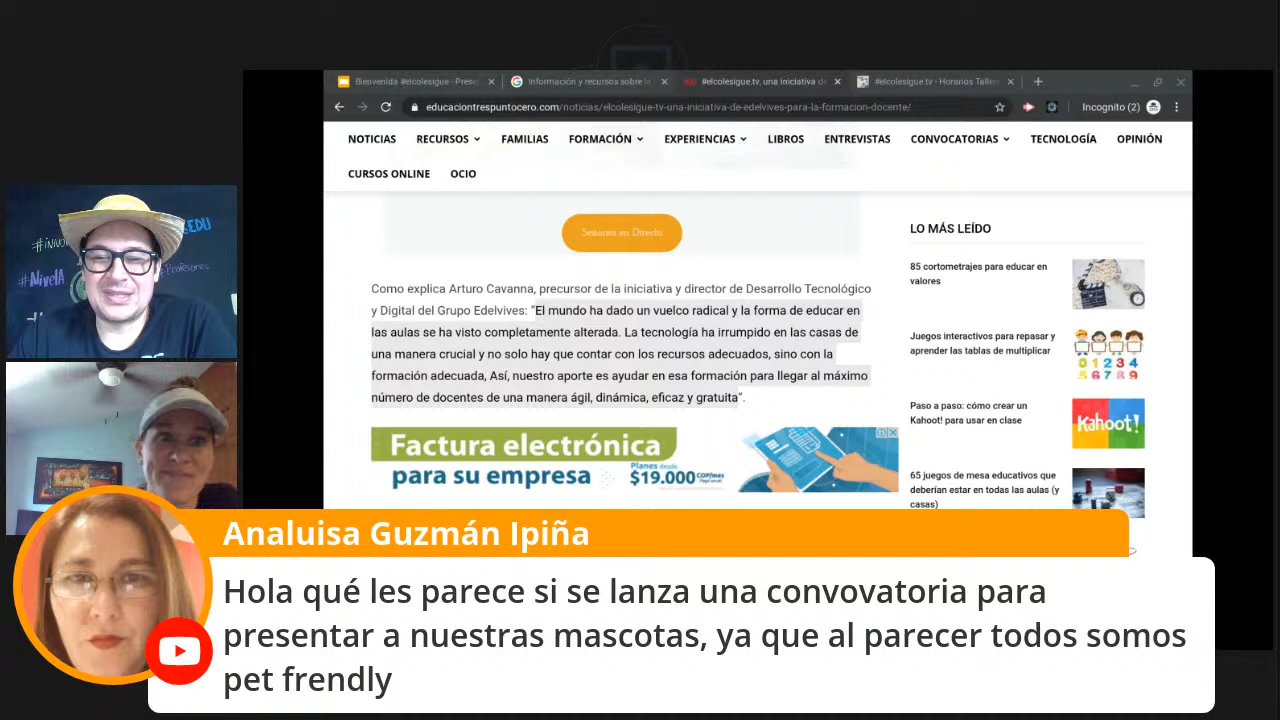 Bienvenida #elcolesigue - Prese
Información y recursos sobre la
#elcolesigue.tv, una iniciativa de
#elcolesigue.tv - Horarios Taller
educaciontrespuntocero.com/noticias/elcolesigue-tv-una-iniciativa-de-edelvives-para-la-formacion-docente/
Incognito (2)
NOTICIAS RECURSOS FAMILIAS FORMACIÓN EXPERIENCIAS LIBROS ENTREVISTAS CONVOCATORIAS TECNOLOGÍA OPINIÓN
CURSOS ONLINE OCIO
Sesiones en Directo
Como explica Arturo Cavanna, precursor de la iniciativa y director de Desarrollo Tecnológico
y Digital del Grupo Edelvives: “El mundo ha dado un vuelco radical y la forma de educar en
las aulas se ha visto completamente alterada. La tecnología ha irrumpido en las casas de
una manera crucial y no solo hay que contar con los recursos adecuados, sino con la
formación adecuada, Así, nuestro aporte es ayudar en esa formación para llegar al máximo
número de docentes de una manera ágil, dinámica, eficaz y gratuita”.
Factura electrónica
para su empresa
Planes desde
$19.000 COP/mes
LO MÁS LEÍDO
85 cortometrajes para educar en
valores
Juegos interactivos para repasar y
aprender las tablas de multiplicar
Paso a paso: cómo crear un
Kahoot! para usar en clase
Kahoot!
65 juegos de mesa educativos que
deberían estar en todas las aulas (y
casas)
EDU
#NivelA
#Profesores
Analuisa Guzmán Ipiña
Hola qué les parece si se lanza una convovatoria para
presentar a nuestras mascotas, ya que al parecer todos somos
pet frendly